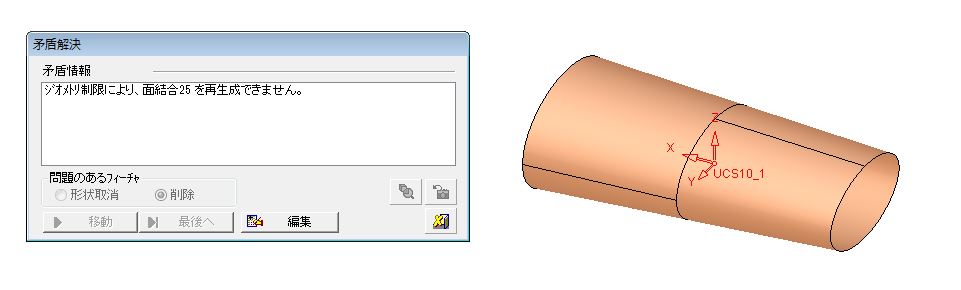 矛盾解決
矛盾情報
ジオメトリ制限により、面結合25 を再生成できません。
問題のあるフィーチャ
形状取消
削除
移動
最後へ
編集
Z
X
Y
UCS10_1